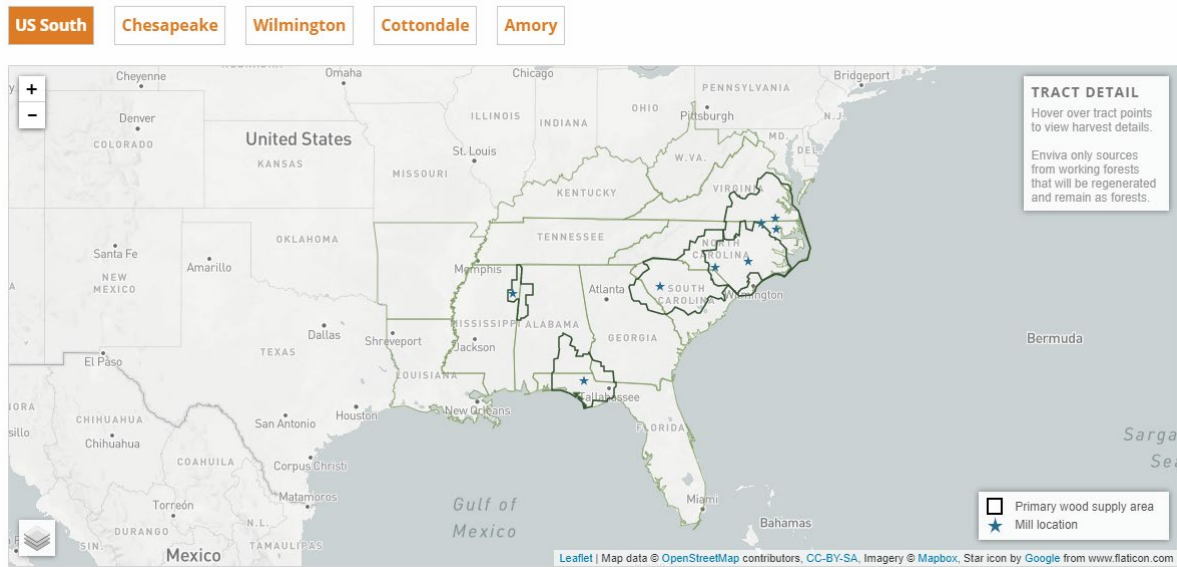 US South
Chesapeake
Wilmington
Cottondale
Amory
+
−
Cheyenne
Omaha
Chicago
Bridgeport
PENNSYLVANIA
Denver
OHIO
Pittsburgh
N.J.
ILLINOIS
INDIANA
United States
COLORADO
MD.
DEL.
St. Louis
KANSAS
W.VA.
MISSOURI
KENTUCKY
VIRGINIA
TENNESSEE
OKLAHOMA
NORTH
CAROLINA
Santa Fe
Amarillo
Memphis
NEW
MEXICO
Atlanta
SOUTH
CAROLINA
Wilmington
MISSISSIPPI
ALABAMA
Dallas
Shreveport
GEORGIA
Jackson
TEXAS
Bermuda
El Paso
LOUISIANA
Tallahassee
CHIHUAHUA
Houston
New Orleans
San Antonio
FLORIDA
Chihuahua
COAHUILA
Corpus Christi
Sarga
Se
Matamoros
Miami
Torreón
Gulf of
Mexico
N.L.
Bahamas
DURANGO
SIN.
TAMAULIPAS
Mexico
TRACT DETAIL
Hover over tract points
to view harvest details.
Enviva only sources
from working forests
that will be regenerated
and remain as forests.
Primary wood supply area
Mill location
Leaflet | Map data © OpenStreetMap contributors, CC-BY-SA, Imagery © Mapbox, Star icon by Google from www.flaticon.com